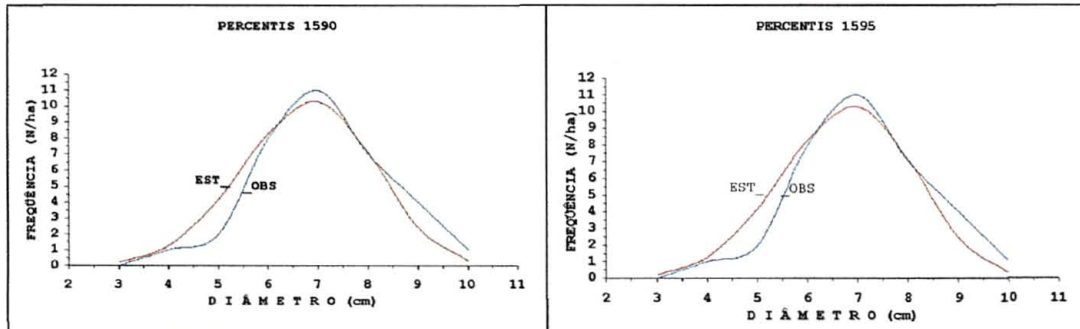 PERCENTIS 1590
FREQÜÊNCIA (N/ha)
12
11
10
9
8
7
6
5
4
3
2
1
0
EST
OBS
2 3 4 5 6 7 8 9 10 11
D I Â M E T R O (cm)
PERCENTIS 1595
FREQÜÊNCIA (N/ha)
12
11
10
9
8
7
6
5
4
3
2
1
0
EST
OBS
2 3 4 5 6 7 8 9 10 11
D I Â M E T R O (cm)